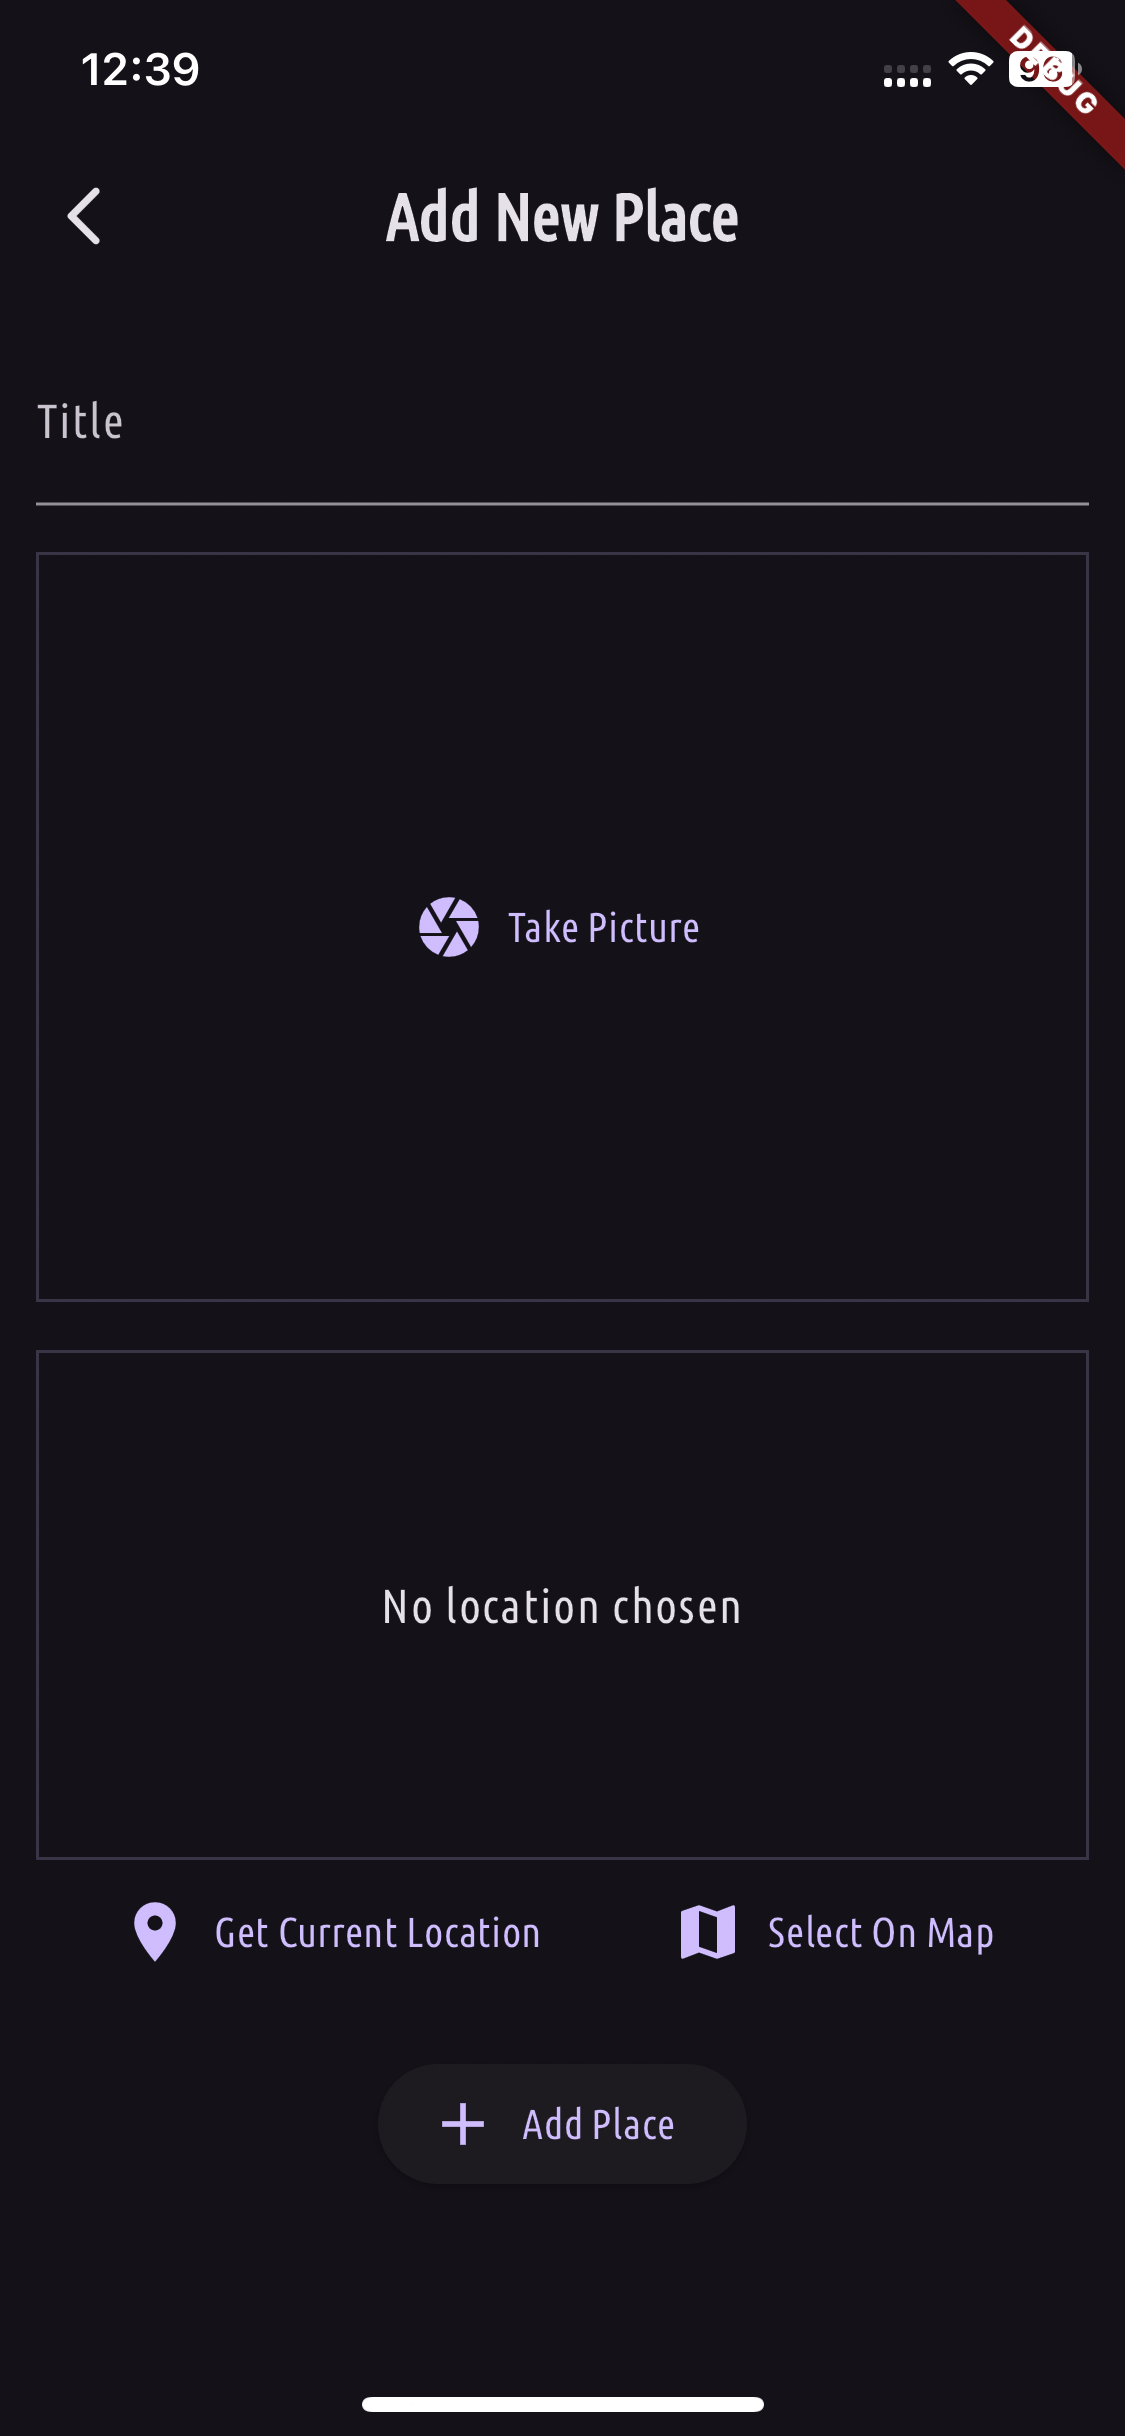 12:39
96
DEBUG
Add New Place
Title
Take Picture
No location chosen
Get Current Location
Select On Map
Add Place